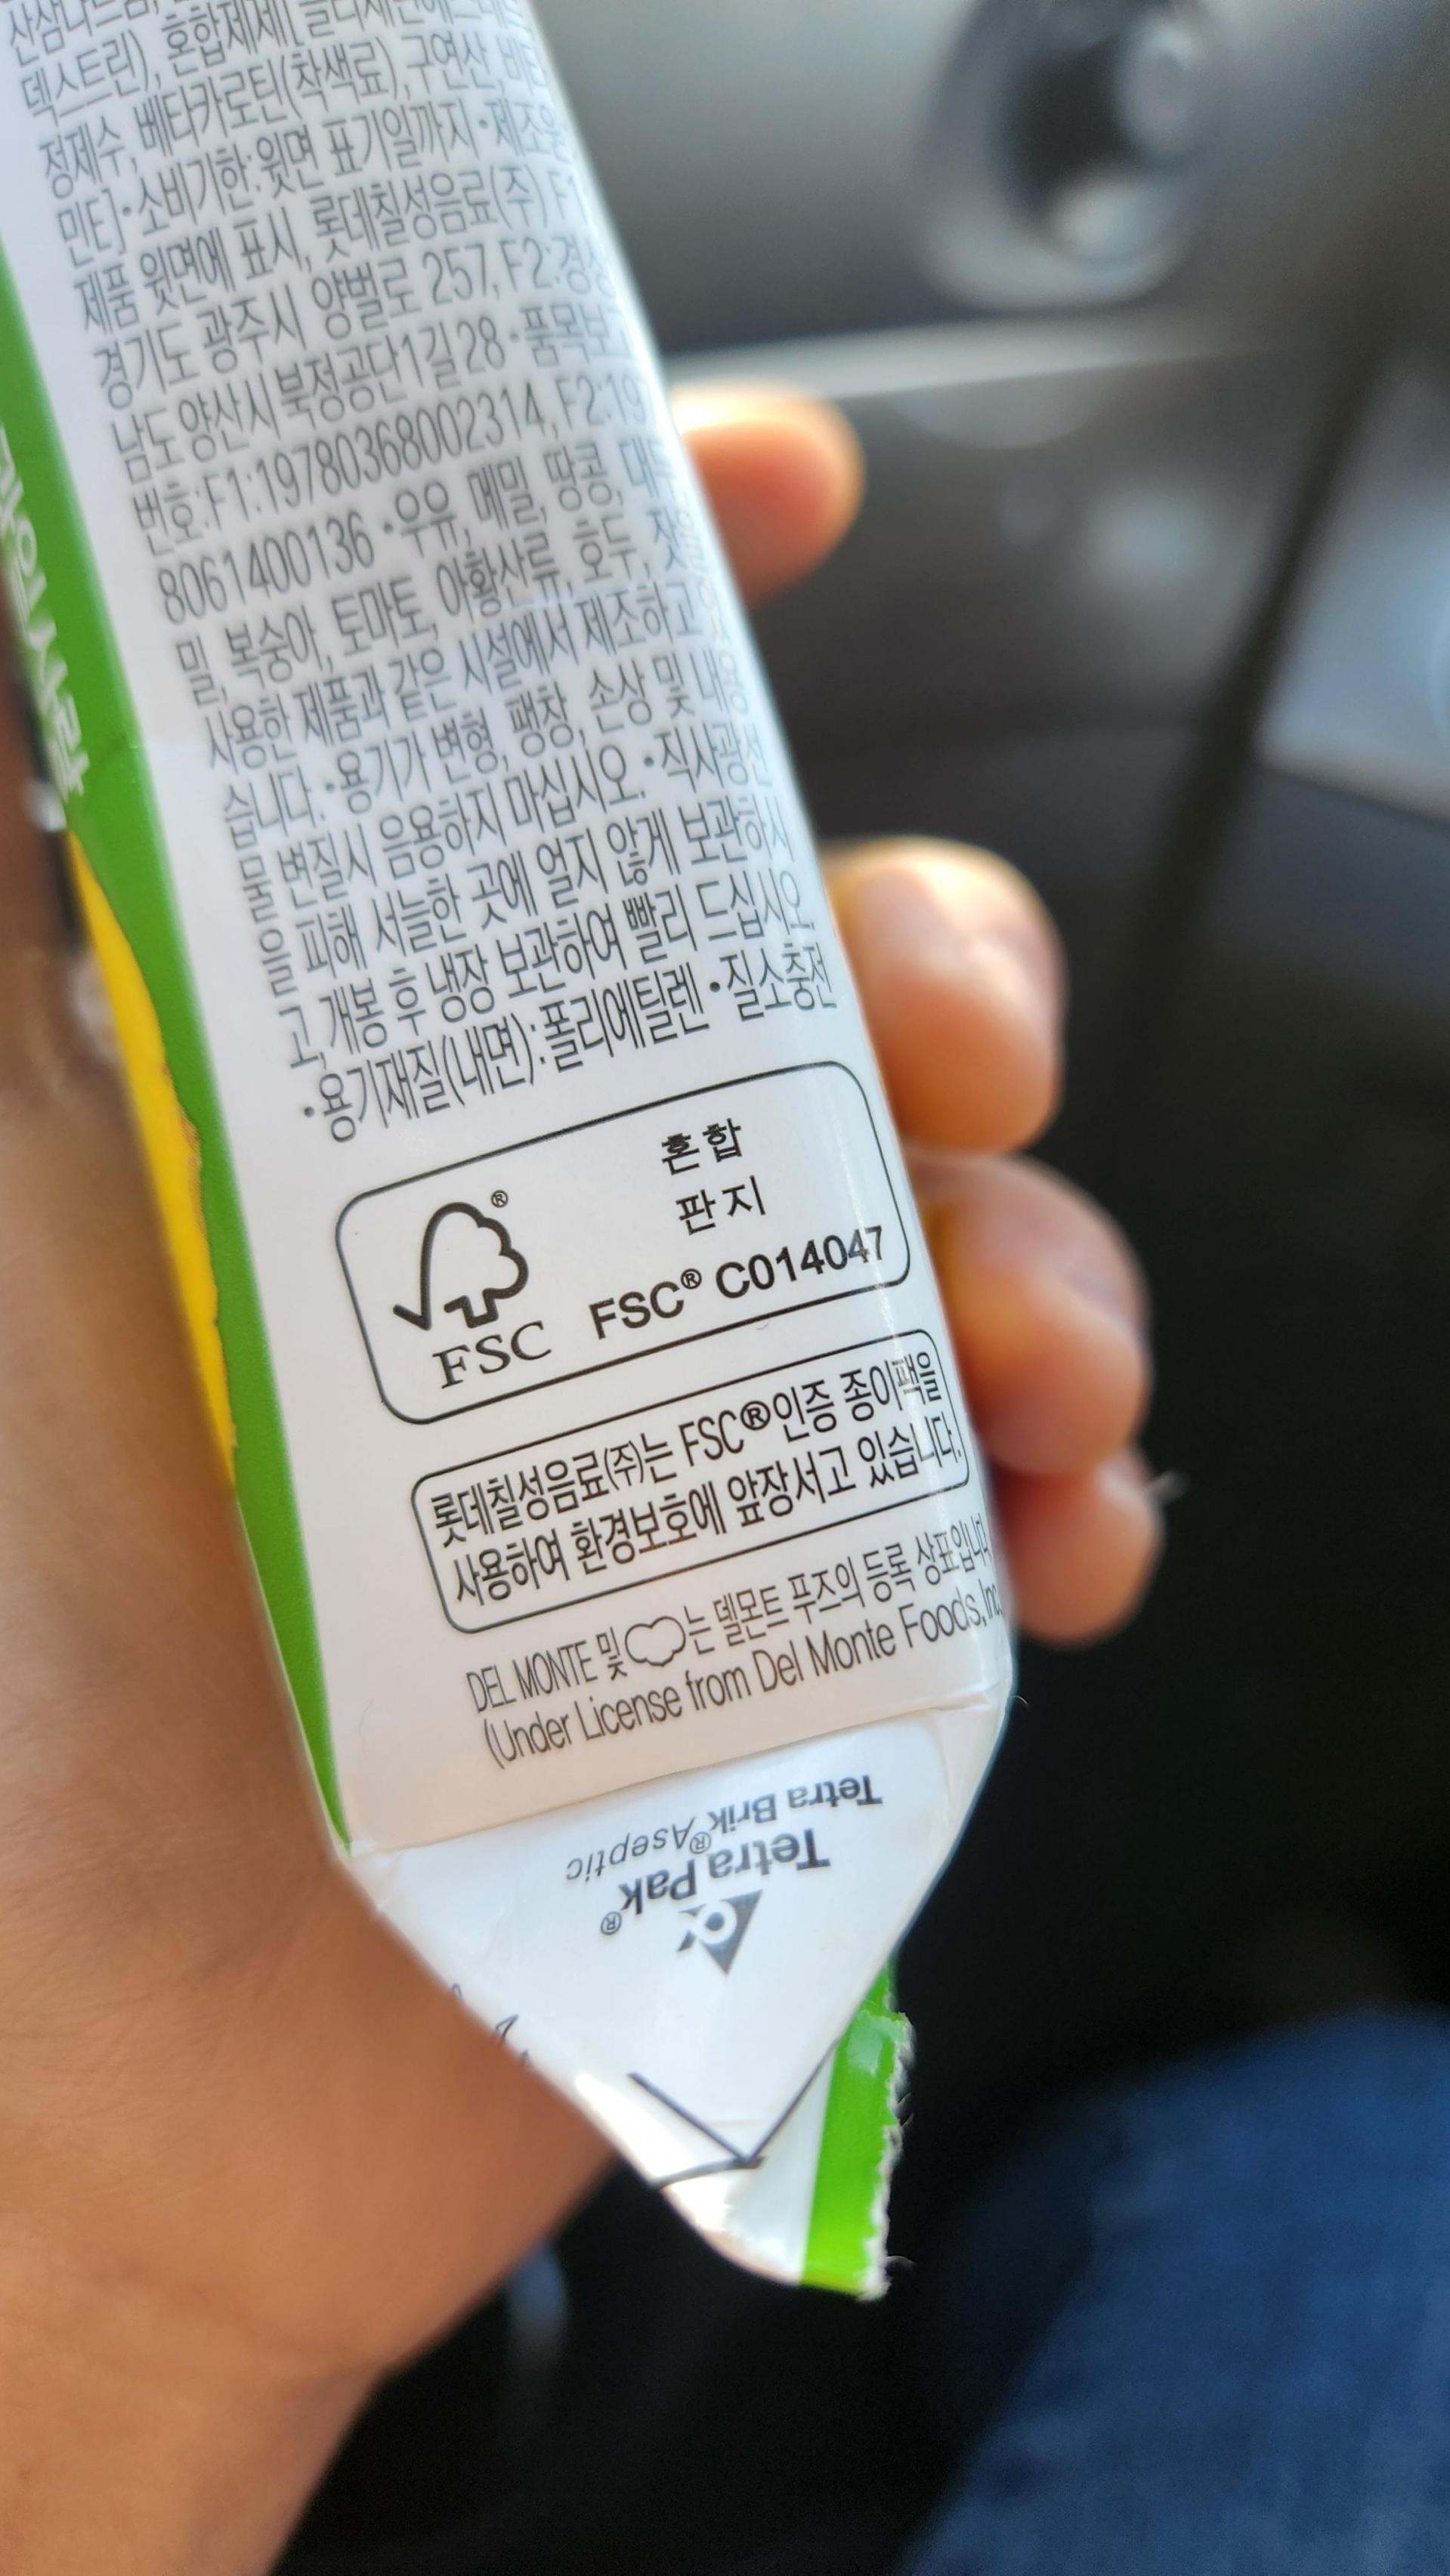 덱스트린), 혼합제제[
정제수, 베타카로틴(착색료), 구연산, 비타
민E]•소비기한:윗면 표기일까지•제조원
제품 윗면에 표시, 롯데칠성음료(주) F1
경기도 광주시 양벌로 257, F2:경상
남도 양산시 북정공단1길 28•품목보
번호:F1:19780368002314, F2:19
8061400136 •우유, 메밀, 땅콩, 대두
밀, 복숭아, 토마토, 아황산류, 호두, 잣
사용한 제품과 같은 시설에서 제조하고
습니다. •용기가 변형, 팽창, 손상 및 내용
물 변질시 음용하지 마십시오. •직사광선
을 피해 서늘한 곳에 얼지 않게 보관하시
고, 개봉 후 냉장 보관하여 빨리 드십시오
•용기재질(내면):폴리에틸렌 •질소충전
혼합
판지
FSC® C014047
® FSC
롯데칠성음료(주)는 FSC®인증 종이팩을
사용하여 환경보호에 앞장서고 있습니다.
DEL MONTE 및 는 델몬트 푸즈의 등록 상표입니다
(Under License from Del Monte Foods, Inc
Tetra Pak®
Tetra Brik® Aseptic